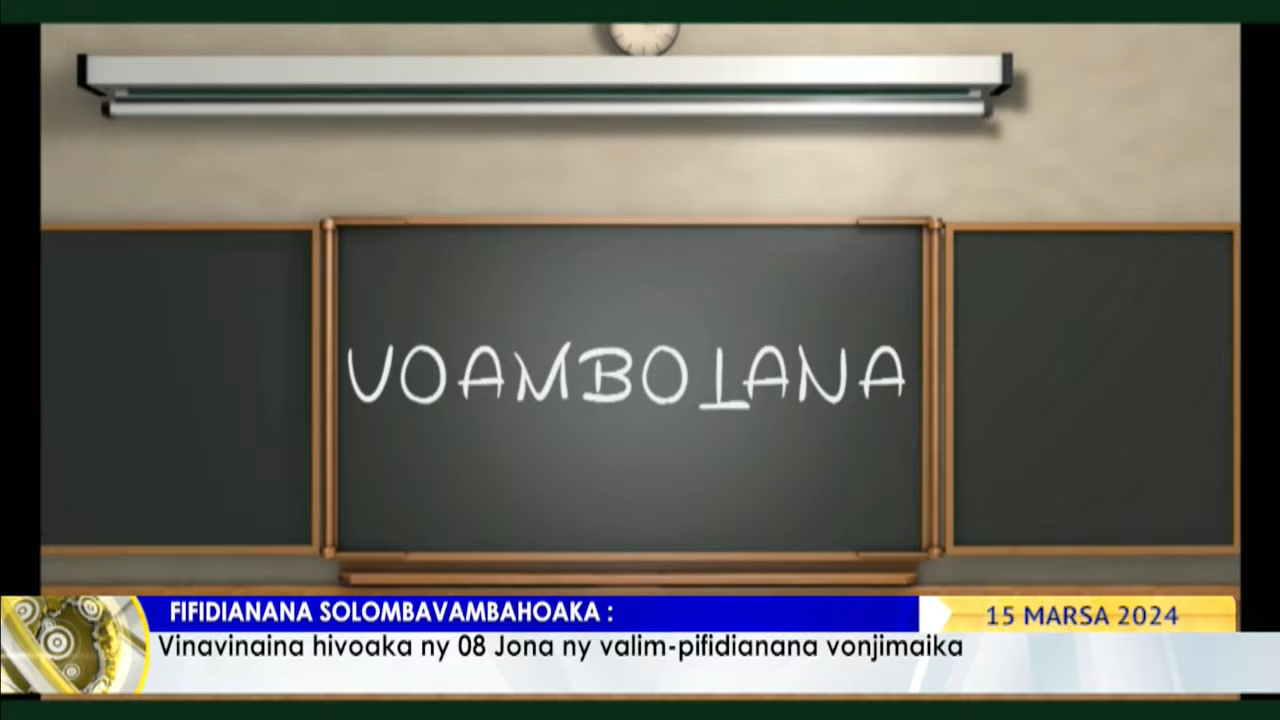 VOAMBOLANA
FIFIDIANANA SOLOMBAVAMBAHOAKA :
15 MARSA 2024
Vinavinaina hivoaka ny 08 Jona ny valim-pifidianana vonjimaika